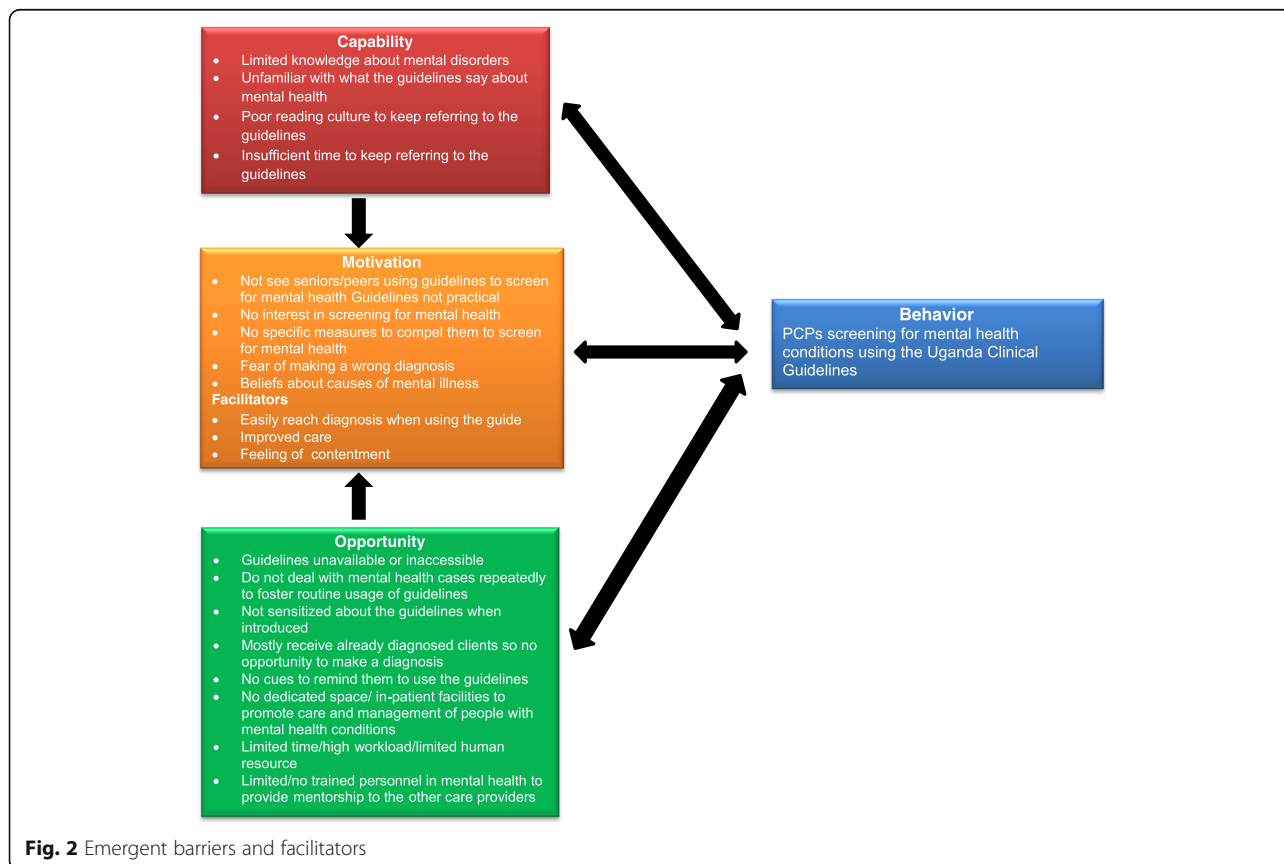 Capability
• Limited knowledge about mental disorders
• Unfamiliar with what the guidelines say about
mental health
• Poor reading culture to keep referring to the
guidelines
• Insufficient time to keep referring to the
guidelines
Motivation
• Not see seniors/peers using guidelines to screen
for mental health Guidelines not practical
• No interest in screening for mental health
• No specific measures to compel them to screen
for mental health
• Fear of making a wrong diagnosis
• Beliefs about causes of mental illness
Facilitators
• Easily reach diagnosis when using the guide
• Improved care
• Feeling of contentment
Behavior
PCPs screening for mental health
conditions using the Uganda Clinical
Guidelines
Opportunity
• Guidelines unavailable or inaccessible
• Do not deal with mental health cases repeatedly
to foster routine usage of guidelines
• Not sensitized about the guidelines when
introduced
• Mostly receive already diagnosed clients so no
opportunity to make a diagnosis
• No cues to remind them to use the guidelines
• No dedicated space/ in-patient facilities to
promote care and management of people with
mental health conditions
• Limited time/high workload/limited human
resource
• Limited/no trained personnel in mental health to
provide mentorship to the other care providers
Fig. 2 Emergent barriers and facilitators